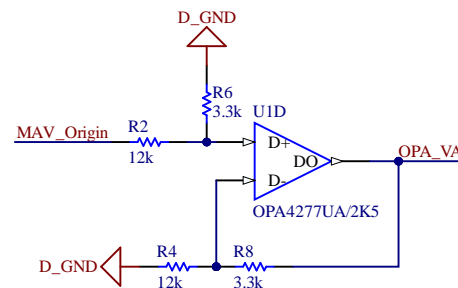 D_GND
R6
3.3k
U1D
R2
MAV_Origin
12k
D+
DO
D-
OPA_VA
OPA4277UA/2K5
R4
R8
D_GND
12k
3.3k